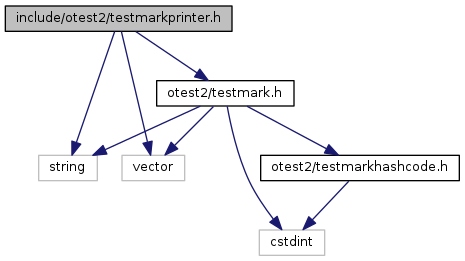 include/otest2/testmarkprinter.h
otest2/testmark.h
string
vector
otest2/testmarkhashcode.h
cstdint